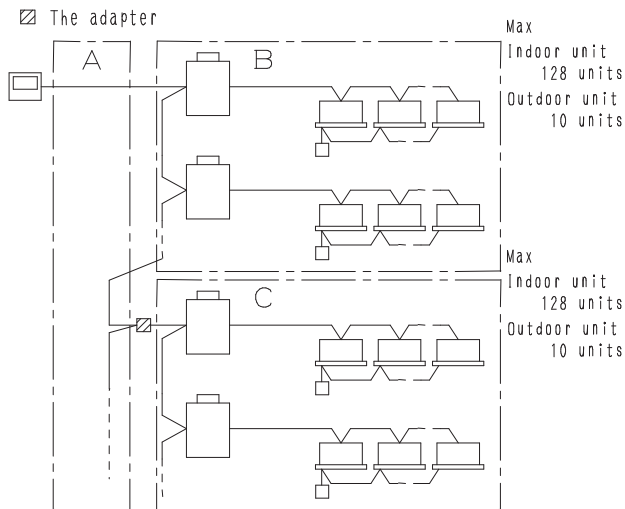 The adapter
A
B
Max
Indoor unit
128 units
Outdoor unit
10 units
C
Max
Indoor unit
128 units
Outdoor unit
10 units